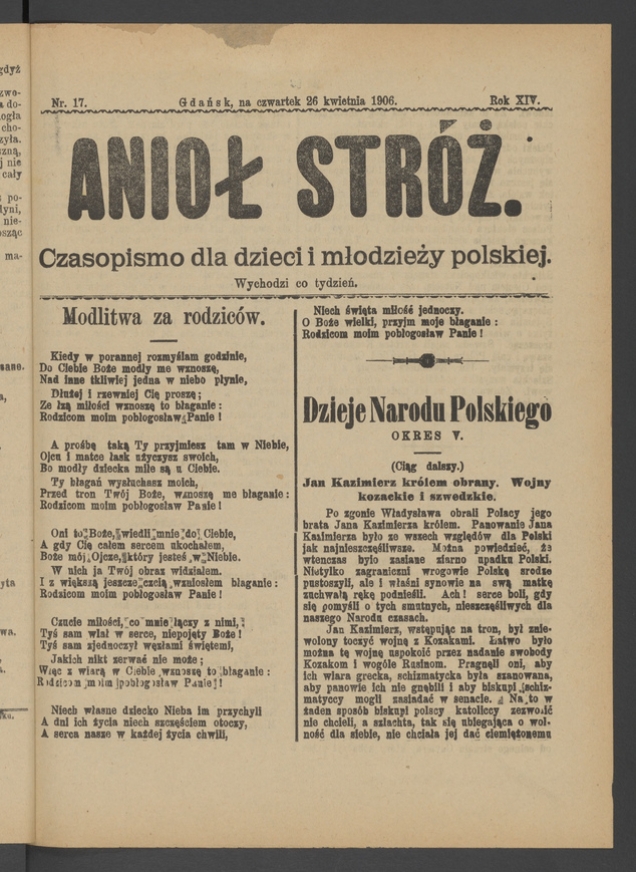 gdyż
cho-
zyła.
j nie
cały
po-
nie-
ma-
Nr. 17.
Gdańsk, na czwartek 26 kwietnia 1906.
Rok XIV.
ANIOŁ STRÓŻ.
Czasopismo dla dzieci i młodzieży polskiej.
Wychodzi co tydzień.
Modlitwa za rodziców.
Kiedy w porannej rozmyślam godzinie,
Do Ciebie Boże modły me wznoszę,
Nad inne tkliwiej jedna w niebo płynie,
Dłużej i rzewniej Cię proszę;
Ze łzą miłości wznoszę to błaganie:
Rodzicom moim pobłogosław Panie!
A prośbę taką Ty przyjmiesz tam w Niebie,
Ojcu i matce łask użyczysz swoich,
Bo modły dziecka miłe są u Ciebie.
Ty błagań wysłuchasz moich,
Przed tron Twój Boże, wznoszę me błaganie:
Rodzicom moim pobłogosław Panie!
Oni to Boże, wiedli mnie do Ciebie,
A gdy Cię całem sercem ukochałem,
Boże mój, Ojcze, który jesteś w Niebie.
W nich ja Twój obraz widziałem.
I z większą jeszcze czcią wzniosłem błaganie:
Rodzicom moim pobłogosław Panie!
Czucie miłości, co mnie łączy z nimi,
Tyś sam wlał w serce, niepojęty Boże!
Tyś sam zjednoczył węzłami świętemi,
Jakich nikt zerwać nie może;
Więc z wiarą w Ciebie wznoszę to błaganie:
Rodzicom moim pobłogosław Panie!
Niech własne dziecko Nieba im przychyli
A dni ich życia niech szczęściem otoczy,
A serca nasze w każdej życia chwili,
Niech święta miłość jednoczy.
O Boże wielki, przyjm moje błaganie:
Rodzicom moim pobłogosław Panie!
Dzieje Narodu Polskiego
OKRES V.
(Ciąg dalszy.)
Jan Kazimierz królem obrany. Wojny
kozackie i szwedzkie.
Po zgonie Władysława obrali Polacy jego
brata Jana Kazimierza królem. Panowanie Jana
Kazimierza było ze wszech względów dla Polski
jak najnieszczęśliwsze. Można powiedzieć, że
wtenczas było zasiane ziarno upadku Polski.
Nietylko zagraniczni wrogowie Polskę srodze
pustoszyli, ale i właśni synowie na swą matkę
zuchwałą rękę podnieśli. Ach! serce boli, gdy
się pomyśli o tych smutnych, nieszczęśliwych dla
naszego Narodu czasach.
Jan Kazimierz, wstępując na tron, był znie-
wolony toczyć wojnę z Kozakami. Łatwo było
można tę wojnę uspokoić przez nadanie swobody
Kozakom i wogóle Rusinom. Pragnęli oni, aby
ich wiara grecka, schizmatycka była szanowana,
aby panowie ich nie gnębili i aby biskupi schiz-
matyccy mogli zasiadać w senacie. Na to w
żaden sposób biskupi polscy katoliccy zezwolić
nie chcieli, a szlachta, tak się ubiegająca o wol-
ność dla siebie, nie chciała jej dać ciemiężonemu